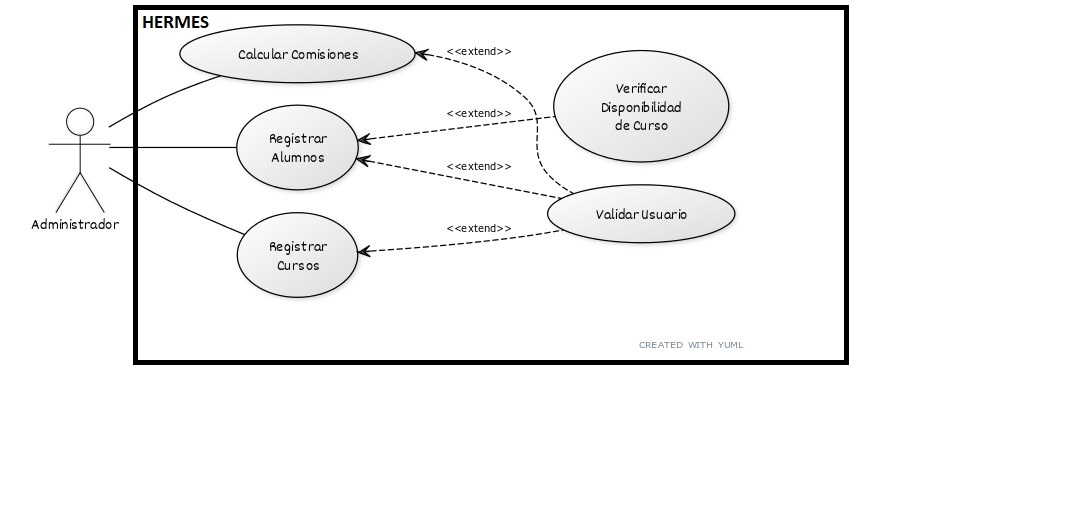 HERMES
Calcular Comisiones
<<extend>>
Verificar
Disponibilidad
de Curso
<<extend>>
Registrar
Alumnos
<<extend>>
Validar Usuario
Administrador
<<extend>>
Registrar
Cursos
CREATED WITH YUML